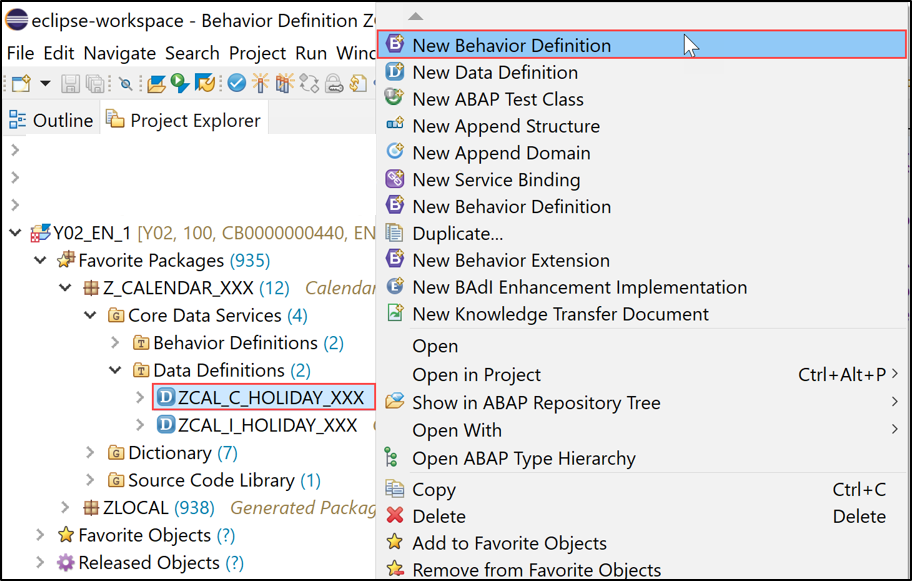 eclipse-workspace - Behavior Definition Z
File Edit Navigate Search Project Run Wind
Outline
Project Explorer
Y02_EN_1 [Y02, 100, CB0000000440, EN
Favorite Packages (935)
Z_CALENDAR_XXX (12) Calendar
Core Data Services (4)
Behavior Definitions (2)
Data Definitions (2)
ZCAL_C_HOLIDAY_XXX
ZCAL_I_HOLIDAY_XXX
Dictionary (7)
Source Code Library (1)
ZLOCAL (938) Generated Packag
Favorite Objects (?)
Released Objects (?)
New Behavior Definition
New Data Definition
New ABAP Test Class
New Append Structure
New Append Domain
New Service Binding
New Behavior Definition
Duplicate...
New Behavior Extension
New BAdI Enhancement Implementation
New Knowledge Transfer Document
Open
Open in Project Ctrl+Alt+P
Show in ABAP Repository Tree
Open With
Open ABAP Type Hierarchy
Copy Ctrl+C
Delete Delete
Add to Favorite Objects
Remove from Favorite Objects